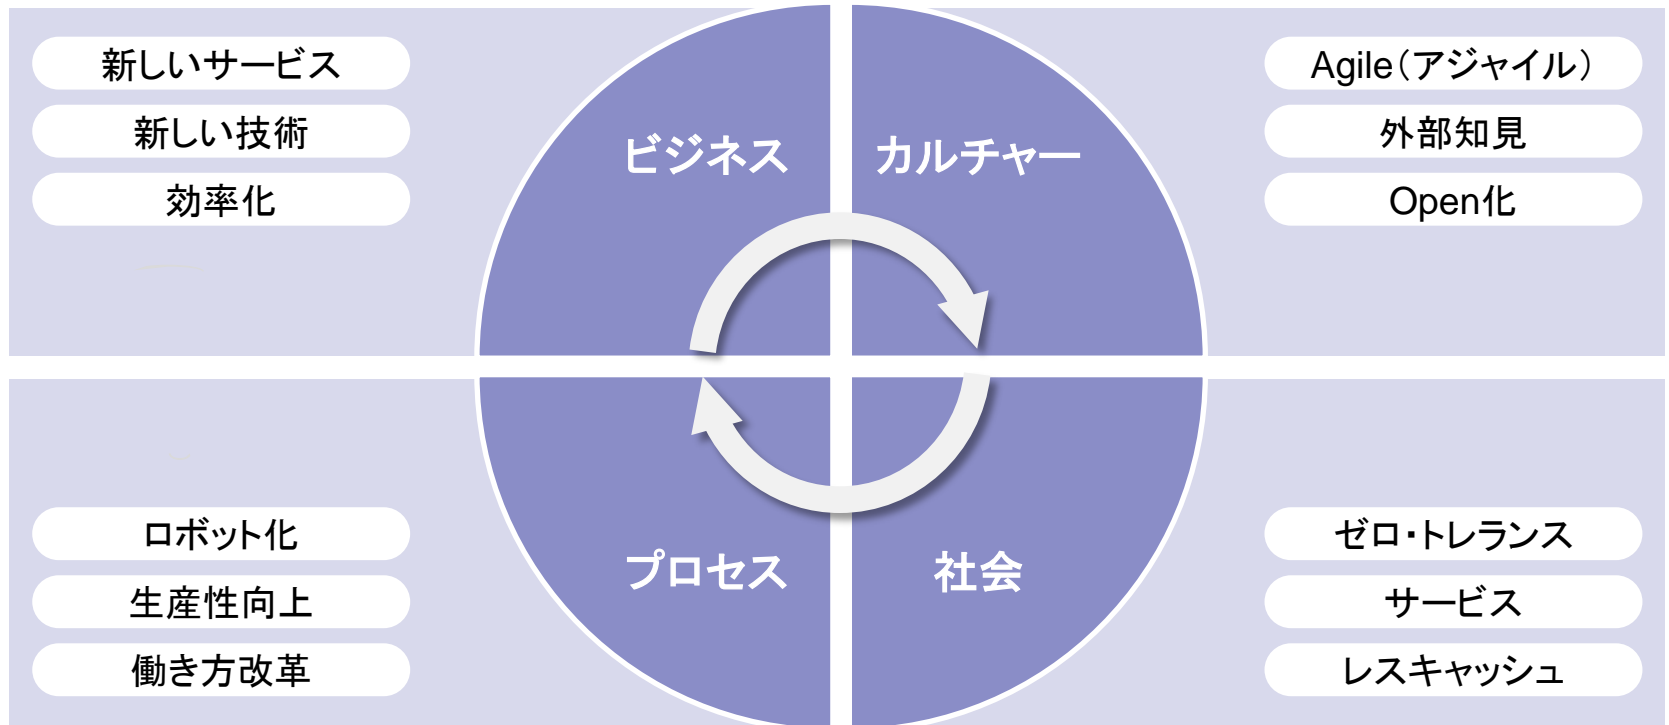 新しいサービス
新しい技術
効率化
ビジネス
カルチャー
Agile(アジャイル)
外部知見
Open化
ロボット化
生産性向上
働き方改革
プロセス
社会
ゼロ・トレランス
サービス
レスキャッシュ